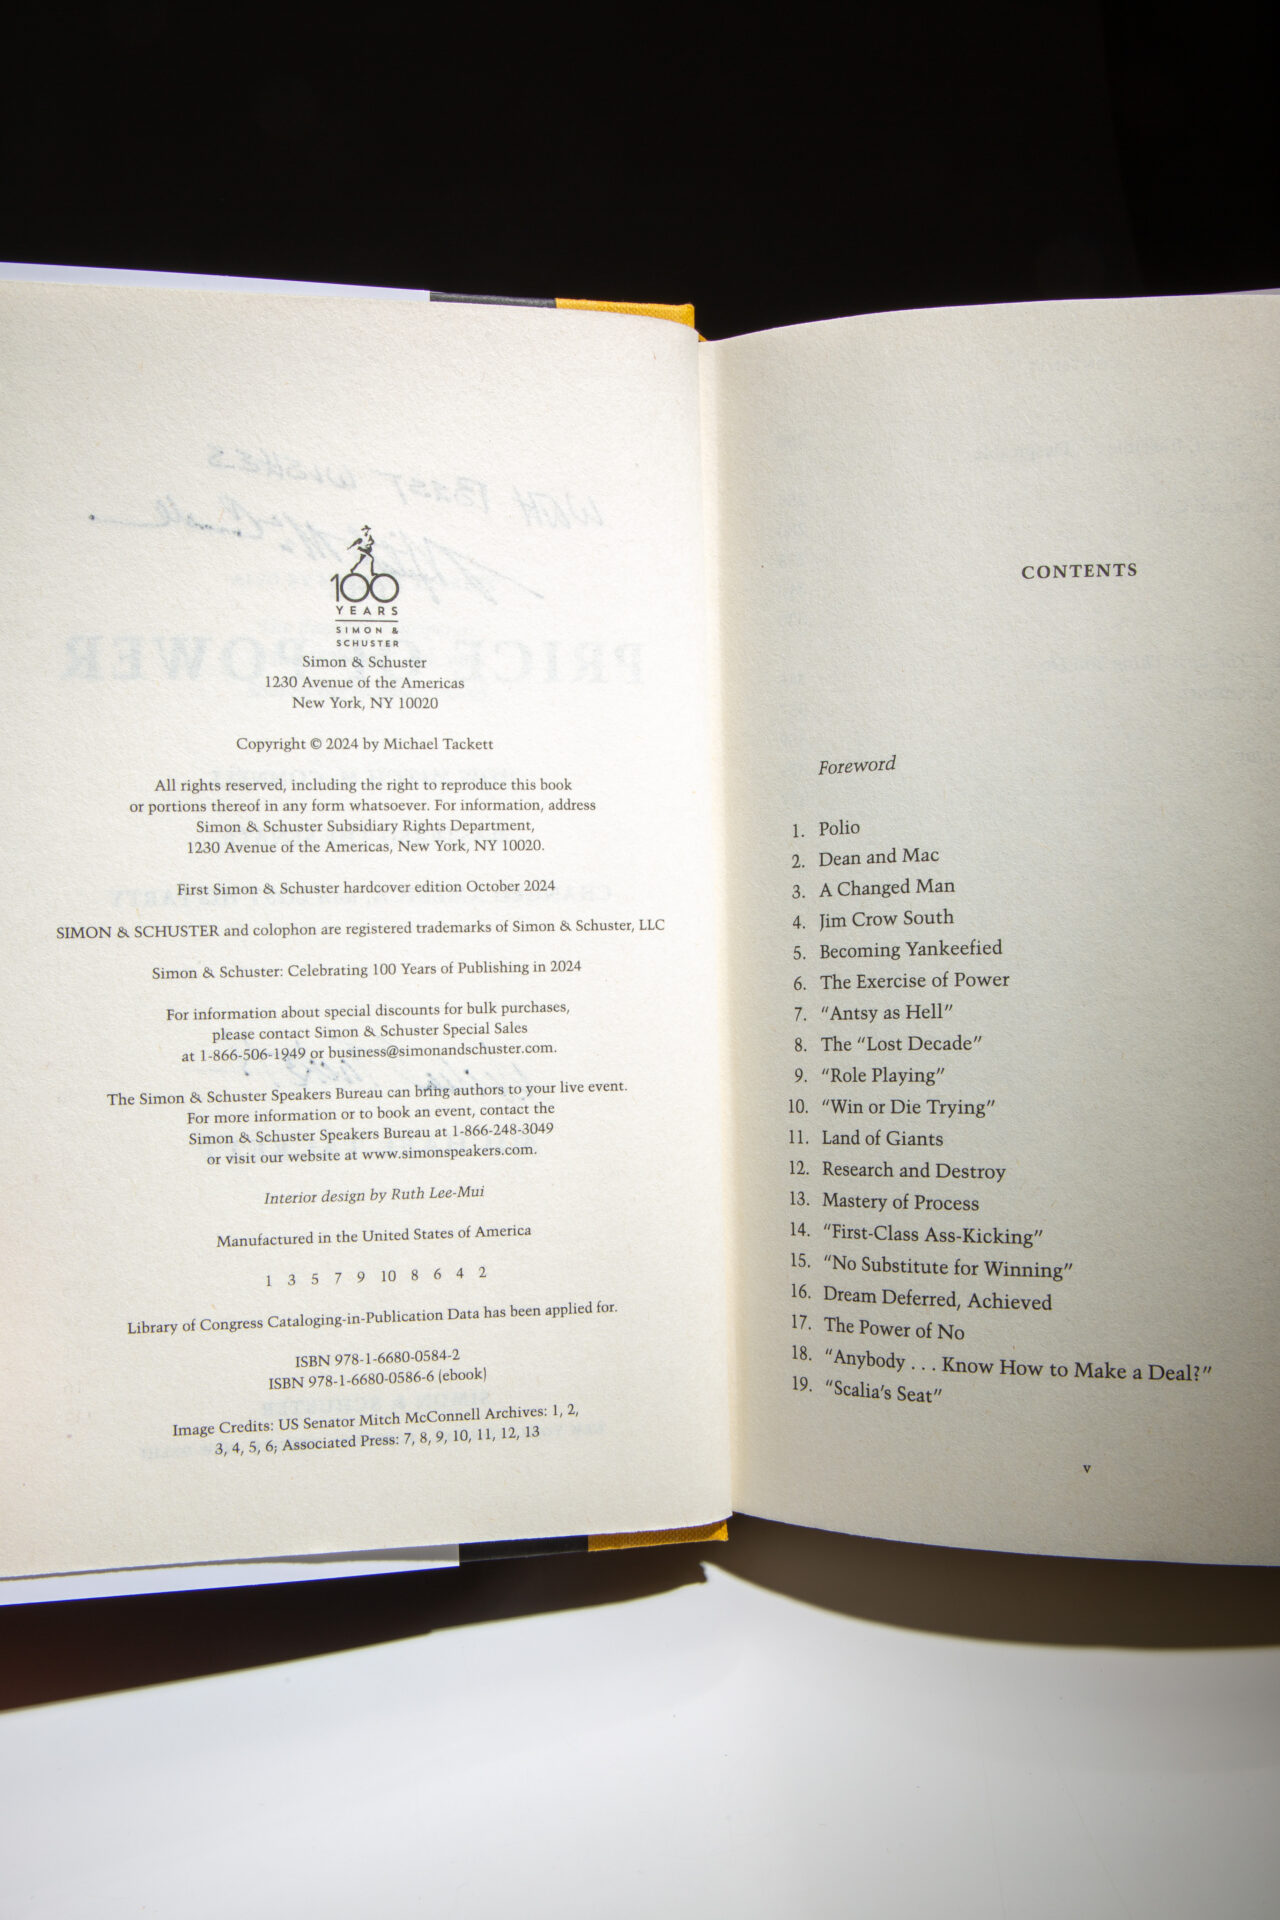 100
YEARS
SIMON &
SCHUSTER
Simon & Schuster
1230 Avenue of the Americas
New York, NY 10020
Copyright © 2024 by Michael Tackett
All rights reserved, including the right to reproduce this book
or portions thereof in any form whatsoever. For information, address
Simon & Schuster Subsidiary Rights Department,
1230 Avenue of the Americas, New York, NY 10020.
First Simon & Schuster hardcover edition October 2024
SIMON & SCHUSTER and colophon are registered trademarks of Simon & Schuster, LLC
Simon & Schuster: Celebrating 100 Years of Publishing in 2024
For information about special discounts for bulk purchases,
please contact Simon & Schuster Special Sales
at 1-866-506-1949 or business@simonandschuster.com.
The Simon & Schuster Speakers Bureau can bring authors to your live event.
For more information or to book an event, contact the
Simon & Schuster Speakers Bureau at 1-866-248-3049
or visit our website at www.simonspeakers.com.
Interior design by Ruth Lee-Mui
Manufactured in the United States of America
1 3 5 7 9 10 8 6 4 2
Library of Congress Cataloging-in-Publication Data has been applied for.
ISBN 978-1-6680-0584-2
ISBN 978-1-6680-0586-6 (ebook)
Image Credits: US Senator Mitch McConnell Archives: 1, 2,
3, 4, 5, 6; Associated Press: 7, 8, 9, 10, 11, 12, 13
CONTENTS
Foreword
1. Polio
2. Dean and Mac
3. A Changed Man
4. Jim Crow South
5. Becoming Yankeefied
6. The Exercise of Power
7. "Antsy as Hell"
8. The "Lost Decade"
9. "Role Playing"
10. "Win or Die Trying"
11. Land of Giants
12. Research and Destroy
13. Mastery of Process
14. "First-Class Ass-Kicking"
15. "No Substitute for Winning"
16. Dream Deferred, Achieved
17. The Power of No
18. "Anybody . . . Know How to Make a Deal?"
19. "Scalia's Seat"
v